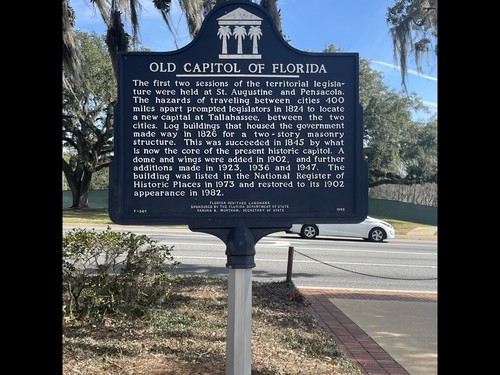 OLD CAPITOL OF FLORIDA
The first two sessions of the territorial legisla-
ture were held at St. Augustine and Pensacola.
The hazards of traveling between cities 400
miles apart prompted legislators in 1824 to locate
a new capital at Tallahassee, between the two
cities. Log buildings that housed the government
made way in 1826 for a two-story masonry
structure. This was succeeded in 1845 by what
is now the core of the present historic capitol. A
dome and wings were added in 1902, and further
additions made in 1923, 1936 and 1947. The
building was listed in the National Register of
Historic Places in 1973 and restored to its 1902
appearance in 1982.
FLORIDA HERITAGE LANDMARK
SPONSORED BY THE FLORIDA DEPARTMENT OF STATE
F-307 SANDRA B. MORTHAM, SECRETARY OF STATE